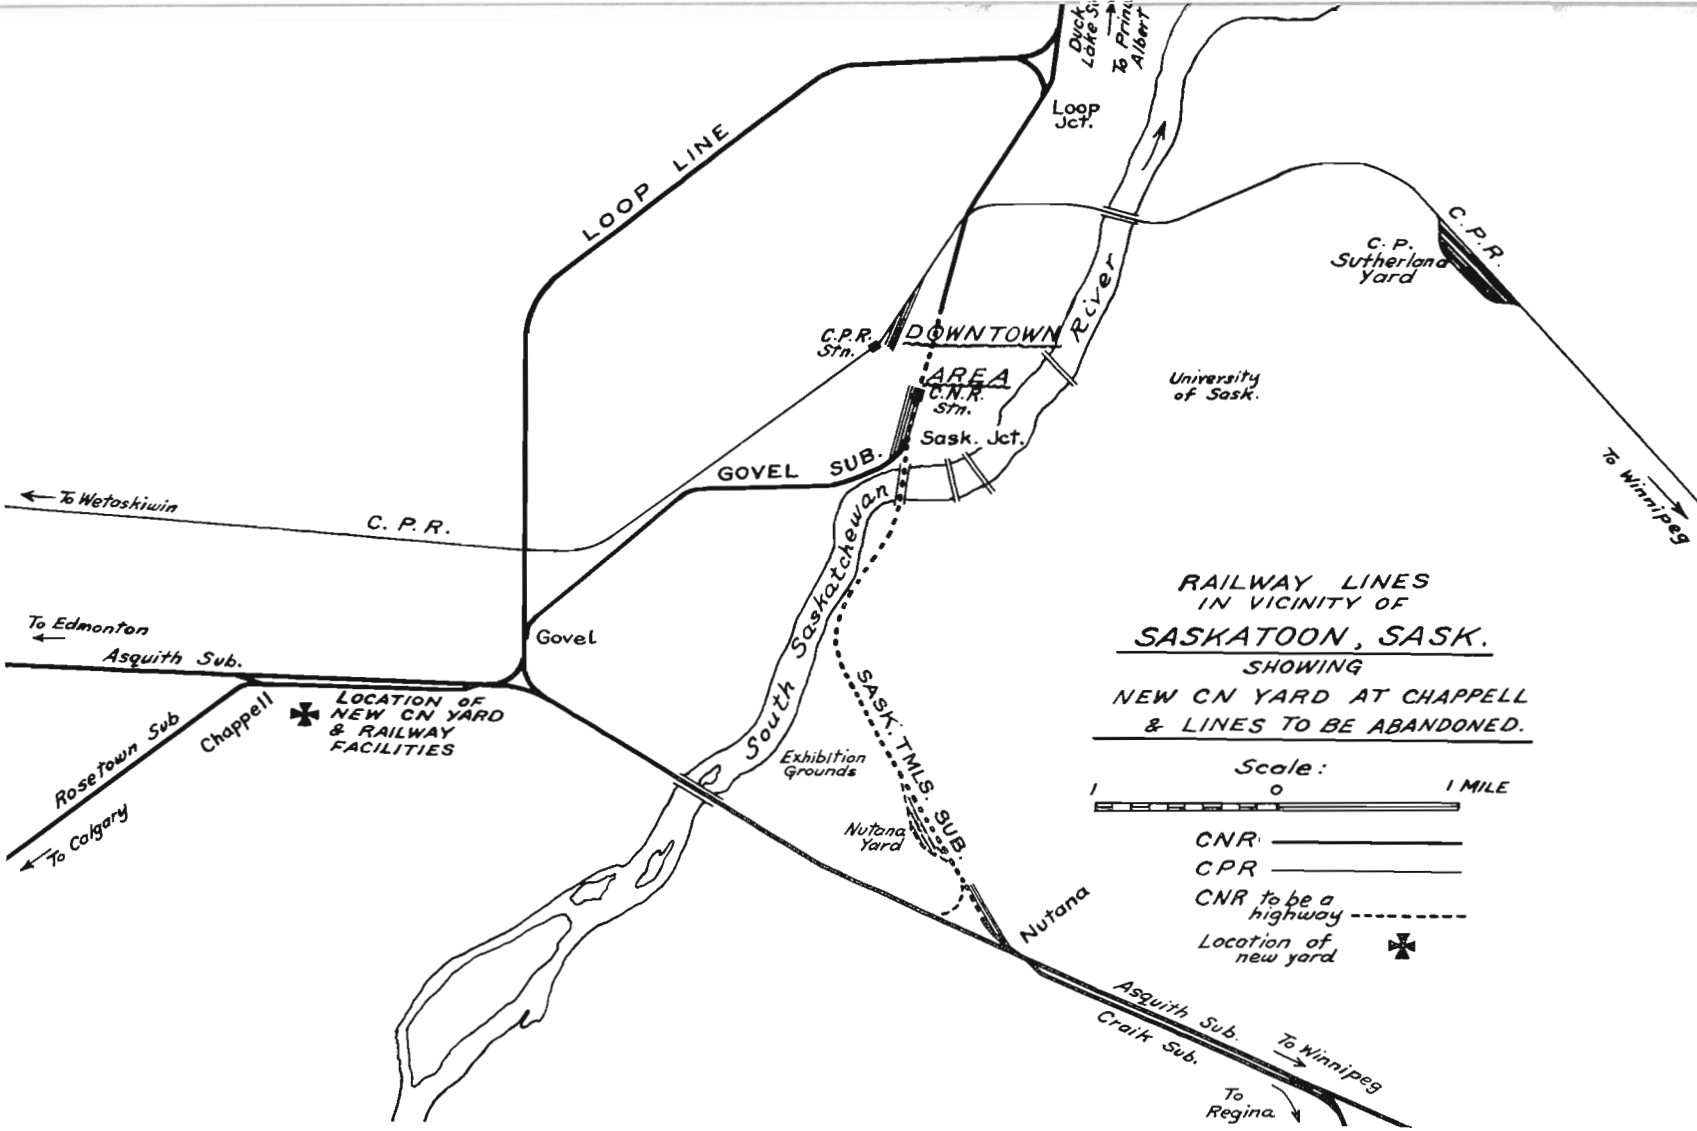 Duck
Lake S
To Prin
Albert
Loop
Jct.
LOOP LINE
C. P. R.
C. P.
Sutherland
Yard
River
C.P.R.
Stn.
DOWNTOWN
AREA
C.N.R.
Stn.
University
of Sask.
Sask. Jct.
GOVEL SUB.
To Wetaskiwin
C. P. R.
To Winnipeg
South Saskatchewan
To Edmonton
Asquith Sub.
Govel
Rosetown Sub
Chappell
LOCATION OF
NEW CN YARD
& RAILWAY
FACILITIES
To Calgary
SASK. TMLS. SUB.
Exhibition
Grounds
Nutana
Yard
Nutana
RAILWAY LINES
IN VICINITY OF
SASKATOON, SASK.
SHOWING
NEW CN YARD AT CHAPPELL
& LINES TO BE ABANDONED.
Scale:
1 0 1 MILE
CNR
CPR
CNR to be a
highway
Location of
new yard
Asquith Sub.
Craik Sub.
To Winnipeg
To
Regina